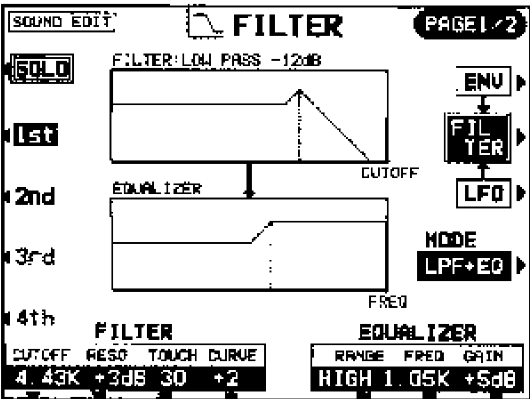 SOUND EDIT
FILTER
PAGE1/2
SOLO
FILTER:LOW PASS -12dB
ENV
1st
FIL
TER
CUTOFF
2nd
EQUALIZER
LFO
3rd
MODE
LPF+EQ
FREQ
4th
FILTER
EQUALIZER
CUTOFF RESO TOUCH CURVE
RANGE FREQ GAIN
4.43K +3dB 30 +2
HIGH 1.05K +5dB